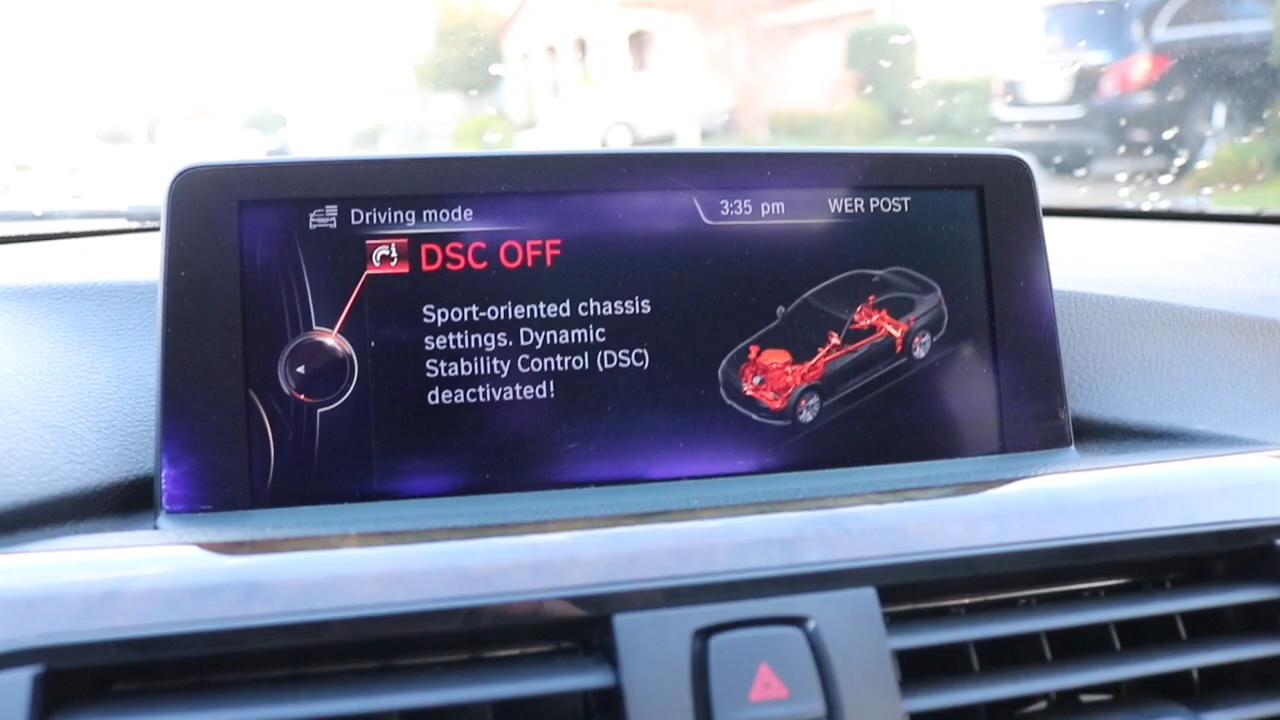 Driving mode
3:35 pm
WER POST
DSC OFF
Sport-oriented chassis
settings. Dynamic
Stability Control (DSC)
deactivated!